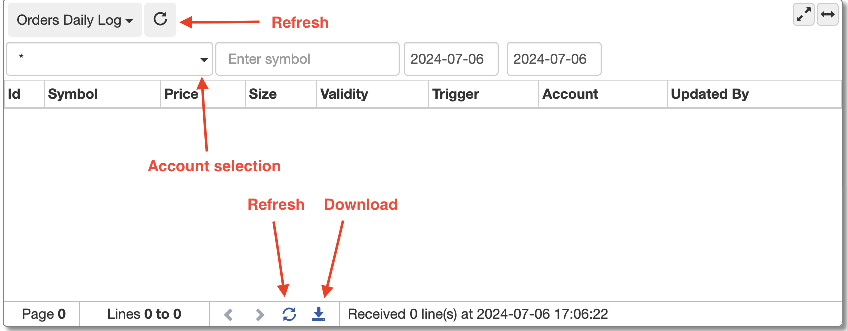 Orders Daily Log
Refresh
*
Enter symbol
2024-07-06
2024-07-06
Id Symbol Price Size Validity Trigger Account Updated By
Account selection
Refresh Download
Page 0 Lines 0 to 0 Received 0 line(s) at 2024-07-06 17:06:22